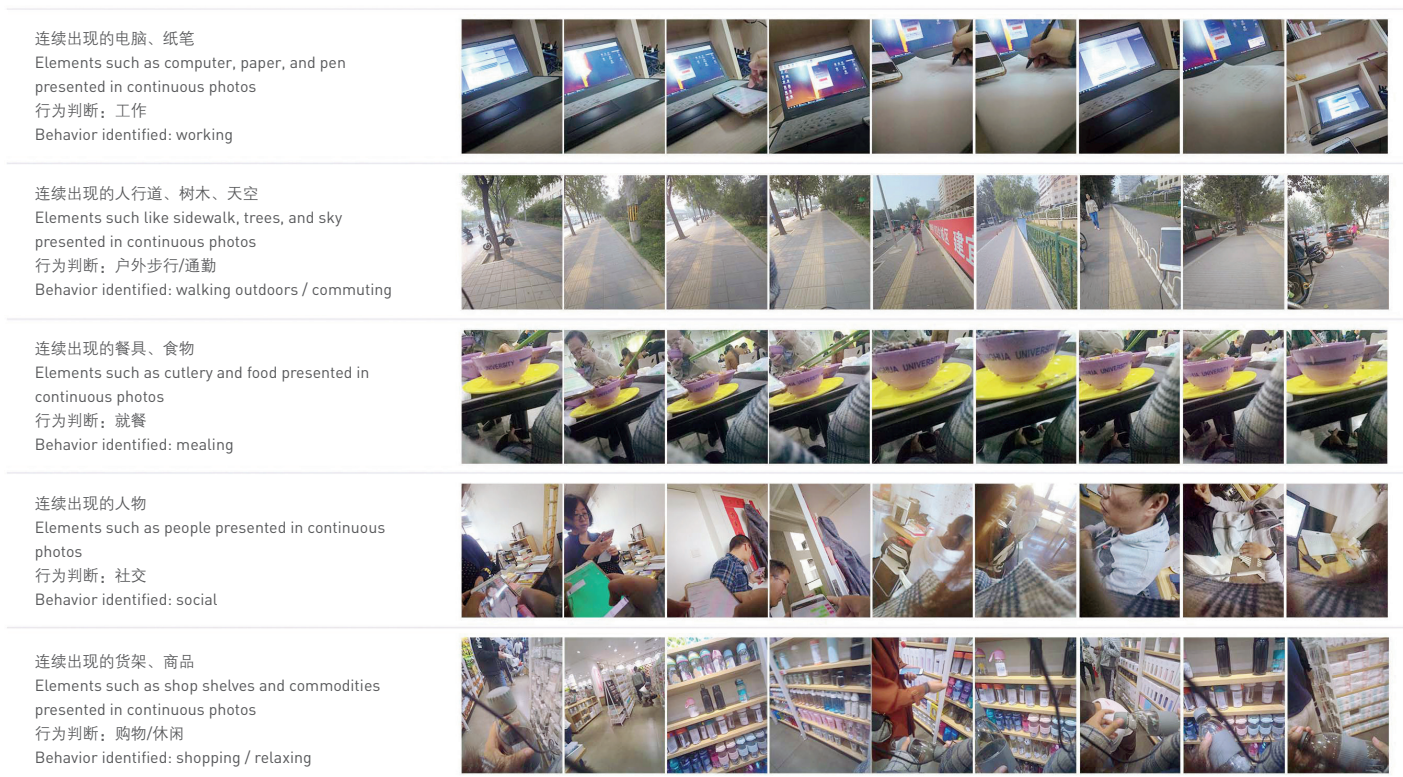 连续出现的电脑、纸笔
Elements such as computer, paper, and pen
presented in continuous photos
行为判断：工作
Behavior identified: working
连续出现的人行道、树木、天空
Elements such like sidewalk, trees, and sky
presented in continuous photos
行为判断：户外步行/通勤
Behavior identified: walking outdoors / commuting
建
连续出现的餐具、食物
Elements such as cutlery and food presented in
continuous photos
行为判断：就餐
Behavior identified: mealing
UNIVERSITY
HUA UNIVERSITY
连续出现的人物
Elements such as people presented in continuous
photos
行为判断：社交
Behavior identified: social
连续出现的货架、商品
Elements such as shop shelves and commodities
presented in continuous photos
行为判断：购物/休闲
Behavior identified: shopping / relaxing